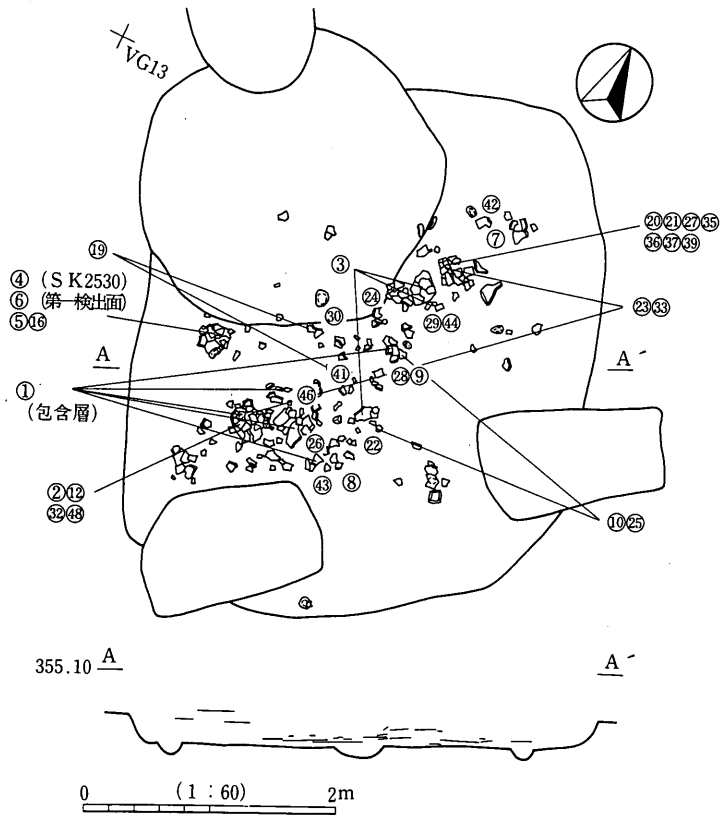 VG13
㊷
⑦
⑳㉑㉗㉟
㊱㊲㊴
⑲
③
④ (ＳＫ2530)
⑥ (第一検出面)
⑤⑯
㉔
㉚
㉙㊹
㉓㉝
A
A´
①
(包含層)
㊶
㉘⑨
㊻
㉖
㉒
②⑫
㉜㊽
㊸
⑧
⑩㉕
355.10
A
A´
0
(1 : 60)
2m